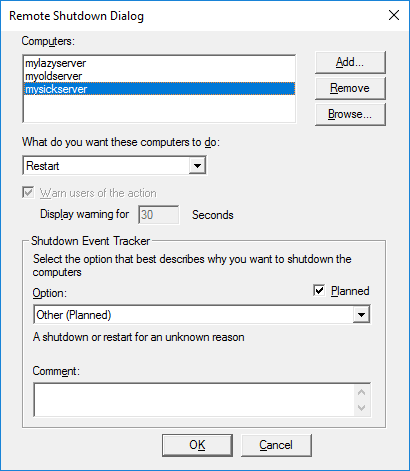 Remote Shutdown Dialog
Computers:
mylazyserver
myoldserver
mysickserver
Add...
Remove
Browse...
What do you want these computers to do:
Restart
Warn users of the action
Display warning for 30 Seconds
Shutdown Event Tracker
Select the option that best describes why you want to shutdown the
computers
Option:
Planned
Other (Planned)
A shutdown or restart for an unknown reason
Comment:
OK
Cancel